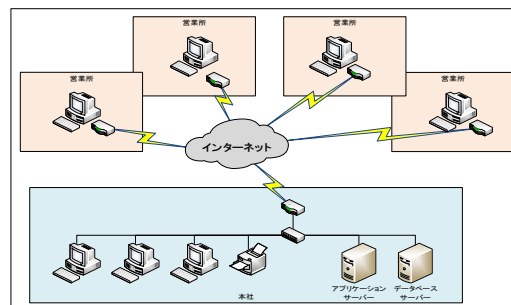 営業所
営業所
営業所
営業所
インターネット
アプリケーション
サーバー
データベース
サーバー
本社